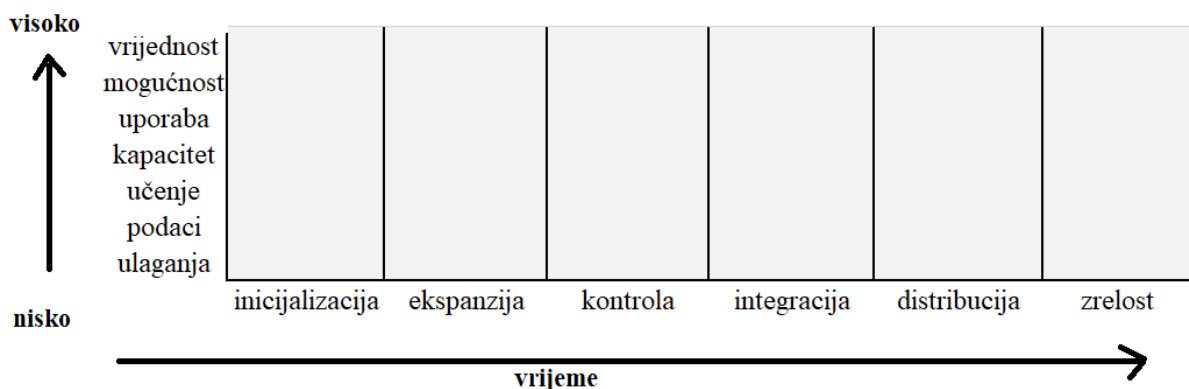 visoko
vrijednost
mogućnost
uporaba
kapacitet
učenje
podaci
ulaganja
nisko
inicijalizacija ekspanzija kontrola integracija distribucija zrelost
vrijeme